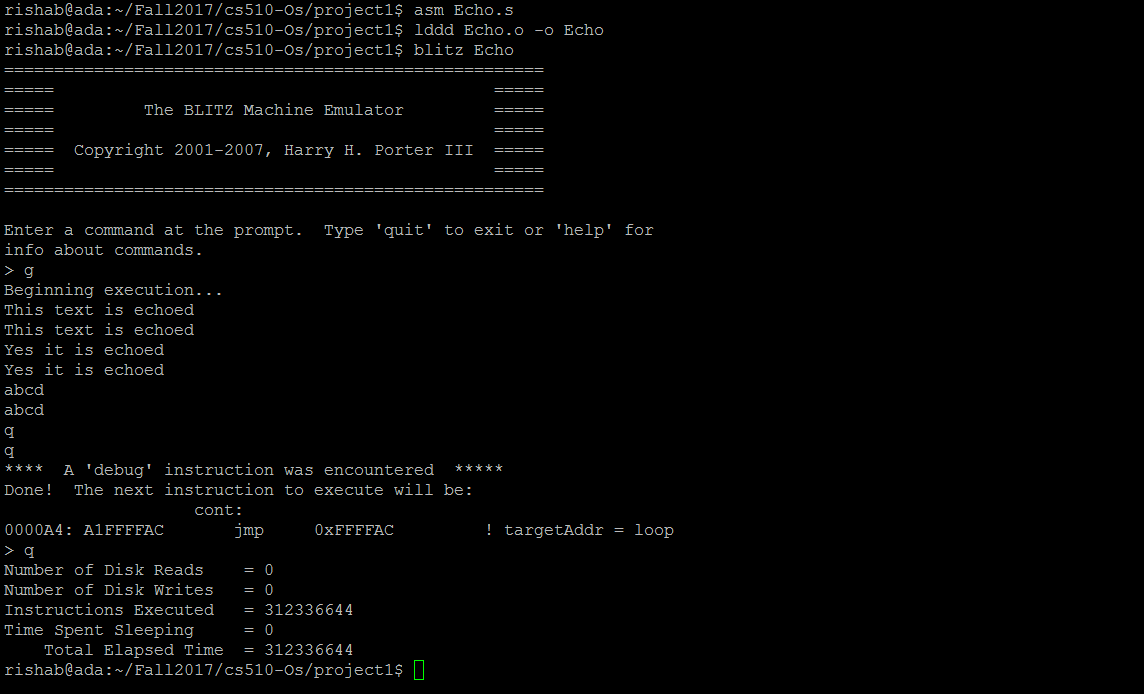 rishab@ada:~/Fall2017/cs510-Os/project1$ asm Echo.s
rishab@ada:~/Fall2017/cs510-Os/project1$ lddd Echo.o -o Echo
rishab@ada:~/Fall2017/cs510-Os/project1$ blitz Echo
======================================================
=====                                            =====
=====         The BLITZ Machine Emulator         =====
=====                                            =====
=====  Copyright 2001-2007, Harry H. Porter III  =====
=====                                            =====
======================================================

Enter a command at the prompt.  Type 'quit' to exit or 'help' for
info about commands.
> g
Beginning execution...
This text is echoed
This text is echoed
Yes it is echoed
Yes it is echoed
abcd
abcd
q
q
****  A 'debug' instruction was encountered  *****
Done!  The next instruction to execute will be:
                   cont:
0000A4: A1FFFFAC       jmp     0xFFFFAC         ! targetAddr = loop
> q
Number of Disk Reads    = 0
Number of Disk Writes   = 0
Instructions Executed   = 312336644
Time Spent Sleeping     = 0
    Total Elapsed Time  = 312336644
rishab@ada:~/Fall2017/cs510-Os/project1$